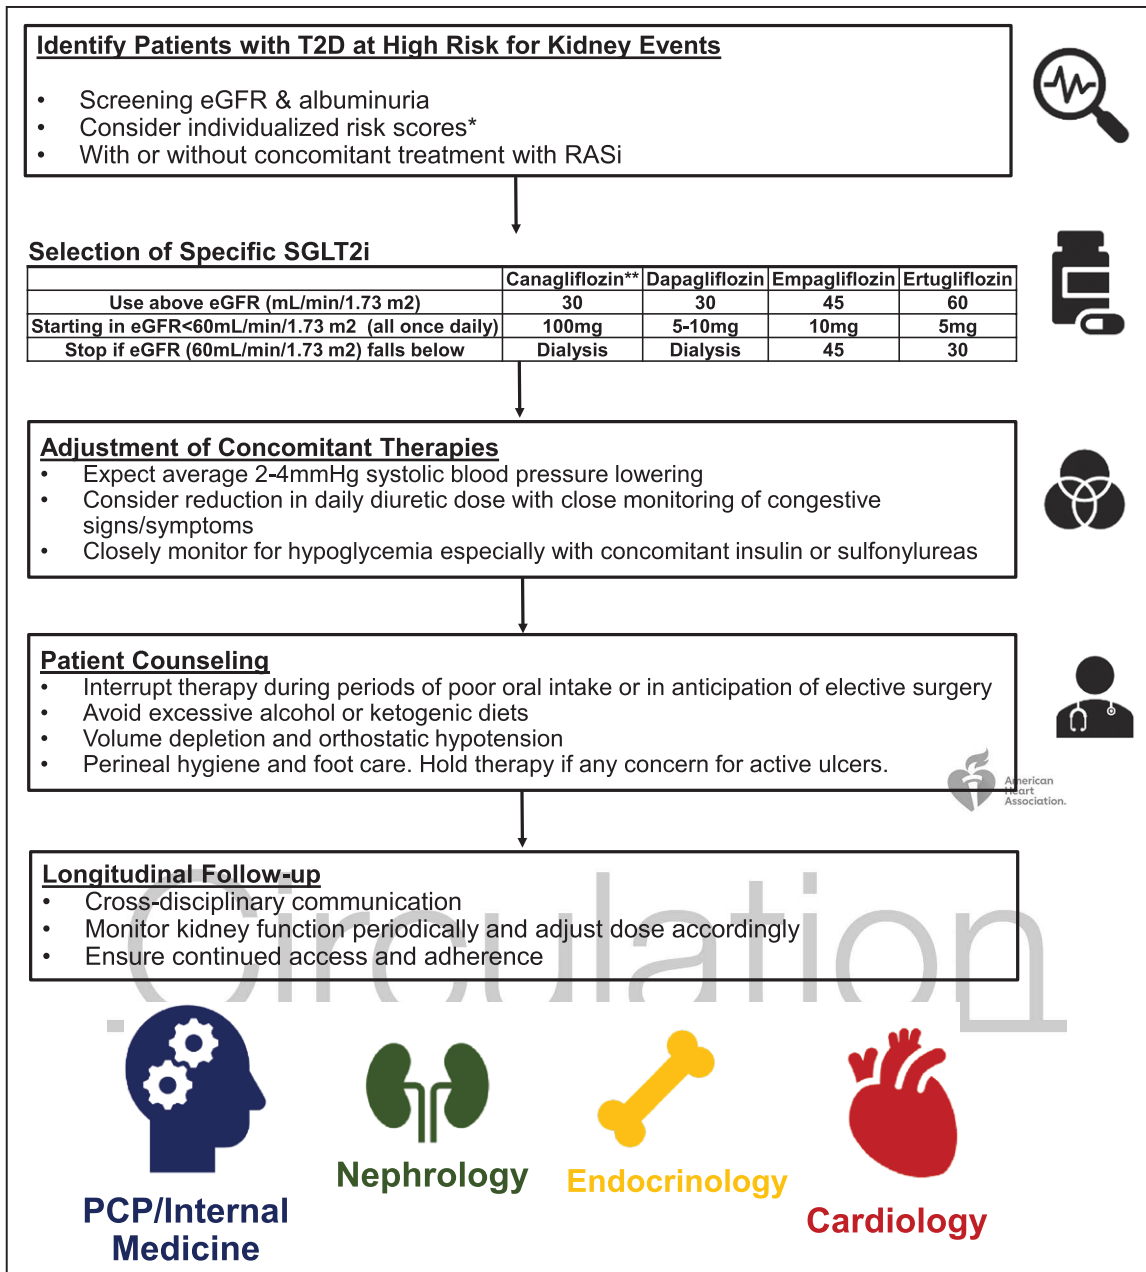 Identify Patients with T2D at High Risk for Kidney Events
• Screening eGFR & albuminuria
• Consider individualized risk scores*
• With or without concomitant treatment with RASi
Selection of Specific SGLT2i
Canagliflozin** Dapagliflozin Empagliflozin Ertugliflozin
Use above eGFR (mL/min/1.73 m2) 30 30 45 60
Starting in eGFR<60mL/min/1.73 m2 (all once daily) 100mg 5-10mg 10mg 5mg
Stop if eGFR (60mL/min/1.73 m2) falls below Dialysis Dialysis 45 30
Adjustment of Concomitant Therapies
• Expect average 2-4mmHg systolic blood pressure lowering
• Consider reduction in daily diuretic dose with close monitoring of congestive
signs/symptoms
• Closely monitor for hypoglycemia especially with concomitant insulin or sulfonylureas
Patient Counseling
• Interrupt therapy during periods of poor oral intake or in anticipation of elective surgery
• Avoid excessive alcohol or ketogenic diets
• Volume depletion and orthostatic hypotension
• Perineal hygiene and foot care. Hold therapy if any concern for active ulcers.
American
Heart
Association.
Longitudinal Follow-up
• Cross-disciplinary communication
• Monitor kidney function periodically and adjust dose accordingly
• Ensure continued access and adherence
Circulation
PCP/Internal
Medicine
Nephrology
Endocrinology
Cardiology